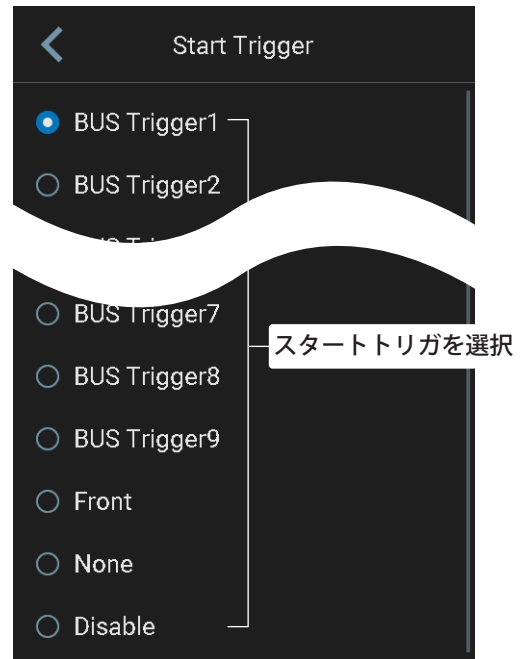 Start Trigger
BUS Trigger1
BUS Trigger2
BUS Trigger7
スタートトリガを選択
BUS Trigger8
BUS Trigger9
Front
None
Disable